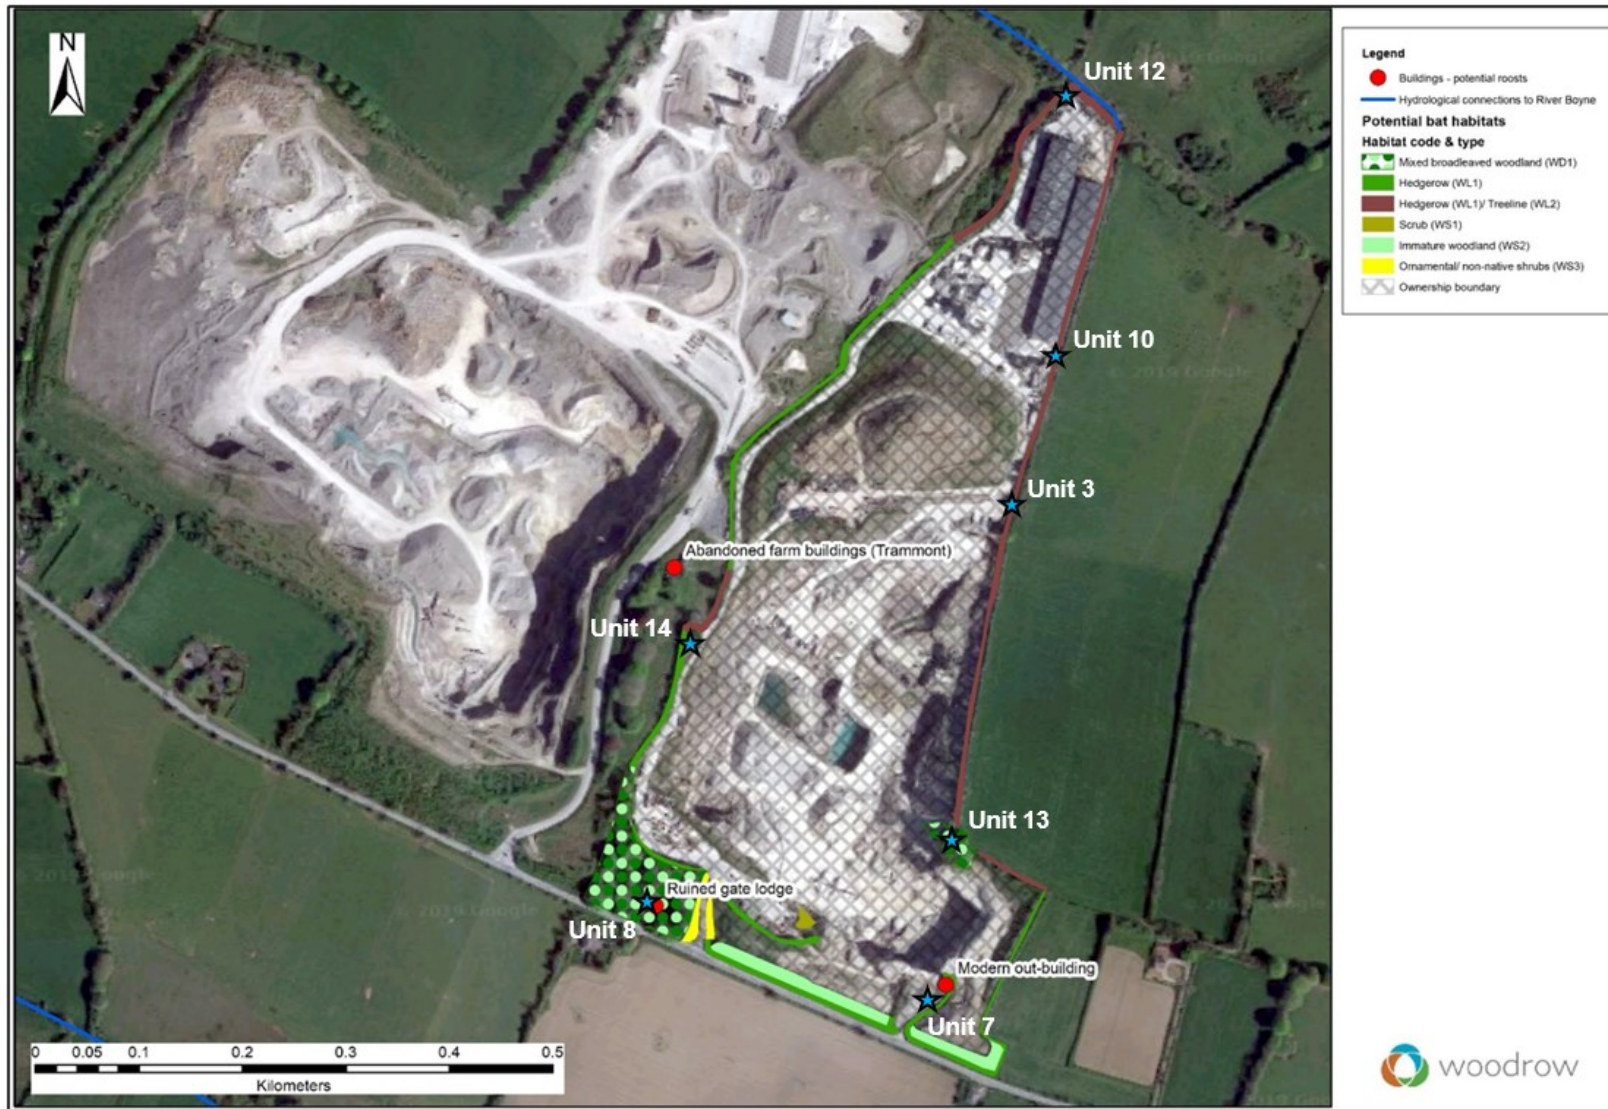 N
Unit 12
Unit 10
Unit 3
Abandoned farm buildings (Trammont)
Unit 14
Unit 13
Ruined gate lodge
Unit 8
Modern out-building
Unit 7
0 0.05 0.1 0.2 0.3 0.4 0.5
Kilometers
© 2019 Google
© 2019 Google
Legend
Buildings - potential roosts
Hydrological connections to River Boyne
Potential bat habitats
Habitat code & type
Mixed broadleaved woodland (WD1)
Hedgerow (WL1)
Hedgerow (WL1)/ Treeline (WL2)
Scrub (WS1)
Immature woodland (WS2)
Ornamental/ non-native shrubs (WS3)
Ownership boundary
woodrow